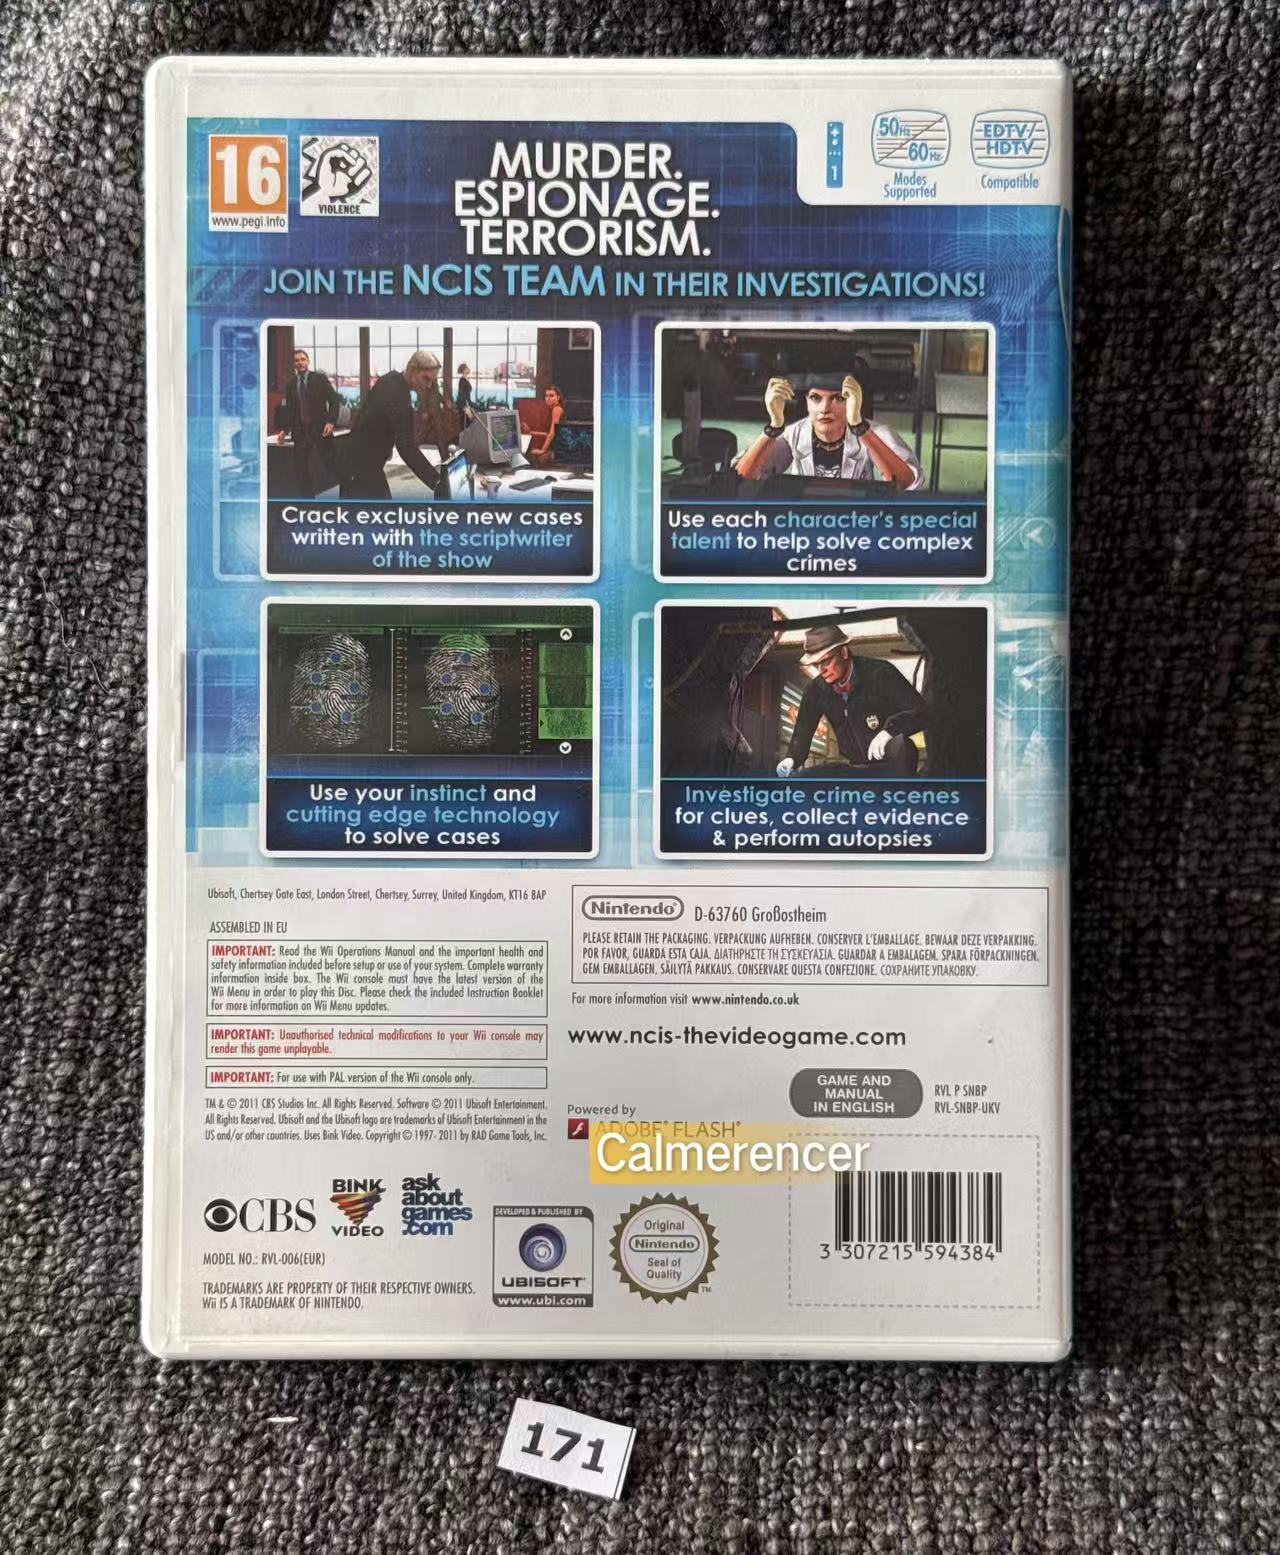 16
www.pegi.info
VIOLENCE
MURDER.
ESPIONAGE.
TERRORISM.
JOIN THE NCIS TEAM IN THEIR INVESTIGATIONS!
1
50Hz
60Hz
Modes
Supported
EDTV/
HDTV
Compatible
Crack exclusive new cases
written with the scriptwriter
of the show
Use each character's special
talent to help solve complex
crimes
Use your instinct and
cutting edge technology
to solve cases
Investigate crime scenes
for clues, collect evidence
& perform autopsies
Ubisoft, Chertsey Gate East, London Street, Chertsey, Surrey, United Kingdom, KT16 8AP
ASSEMBLED IN EU
IMPORTANT: Read the Wii Operations Manual and the important health and
safety information included before setup or use of your system. Complete warranty
information inside box. The Wii console must have the latest version of the
Wii Menu in order to play this Disc. Please check the included Instruction Booklet
for more information on Wii Menu updates.
IMPORTANT: Unauthorised technical modifications to your Wii console may
render this game unplayable.
IMPORTANT: For use with PAL version of the Wii console only.
TM & © 2011 CBS Studios Inc. All Rights Reserved. Software © 2011 Ubisoft Entertainment.
All Rights Reserved. Ubisoft and the Ubisoft logo are trademarks of Ubisoft Entertainment in the
US and/or other countries. Uses Bink Video. Copyright © 1997-2011 by RAD Game Tools, Inc.
Nintendo® D-63760 Großostheim
PLEASE RETAIN THE PACKAGING. VERPACKUNG AUFHEBEN. CONSERVER L'EMBALLAGE. BEWAAR DEZE VERPAKKING.
POR FAVOR, GUARDA ESTA CAJA. ΔΙΑΤΗΡΗΣΤΕ ΤΗ ΣΥΣΚΕΥΑΣΙΑ. GUARDAR A EMBALAGEM. SPARA FÖRPACKNINGEN.
GEM EMBALLAGEN. SÄILYTÄ PAKKAUS. CONSERVARE QUESTA CONFEZIONE. СОХРАНИТЕ УПАКОВКУ.
For more information visit www.nintendo.co.uk
www.ncis-thevideogame.com
GAME AND
MANUAL
IN ENGLISH
RVL P SNBP
RVL-SNBP-UKV
Powered by
ADOBE® FLASH®
Calmerencer
CBS
BINK
VIDEO
ask
about
games
.com
MODEL NO.: RVL-006(EUR)
TRADEMARKS ARE PROPERTY OF THEIR RESPECTIVE OWNERS.
Wii IS A TRADEMARK OF NINTENDO.
DEVELOPED & PUBLISHED BY
UBISOFT
www.ubi.com
Original
Nintendo
Seal of
Quality
TM
3 307215 594384
171